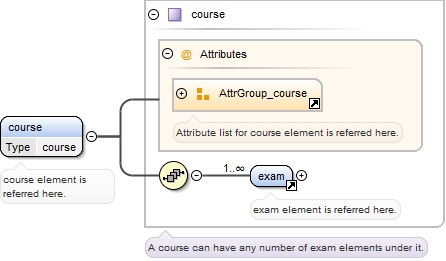 course
@ Attributes
AttrGroup_course
Attribute list for course element is referred here.
course
Type course
course element is
referred here.
1..∞
exam
exam element is referred here.
A course can have any number of exam elements under it.